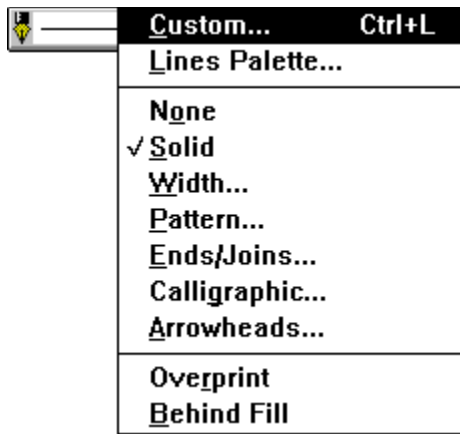 Custom... Ctrl+L
Lines Palette...
None
Solid
Width...
Pattern...
Ends/Joins...
Calligraphic...
Arrowheads...
Overprint
Behind Fill